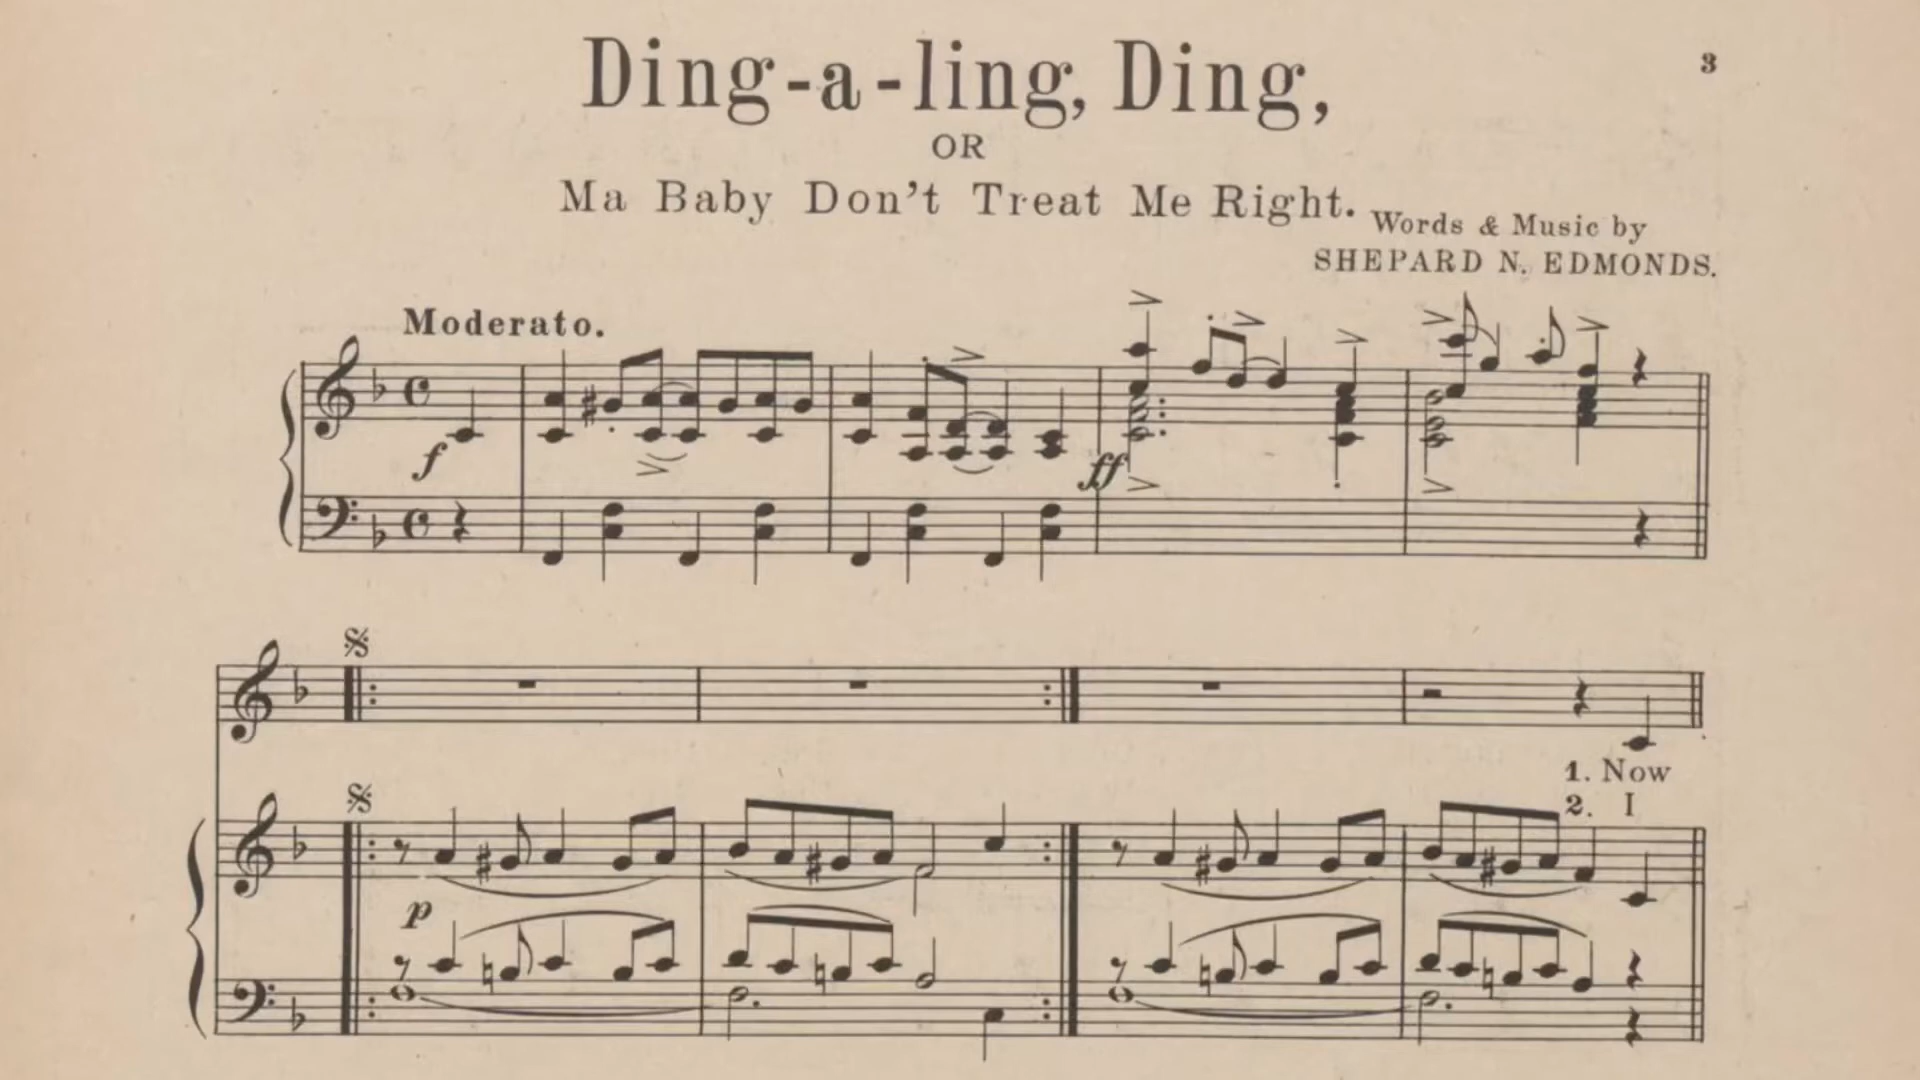 3
Ding-a-ling, Ding,
OR
Ma Baby Don't Treat Me Right.
Words & Music by
SHEPARD N. EDMONDS.
Moderato.
f
ff
1. Now
2. I
p